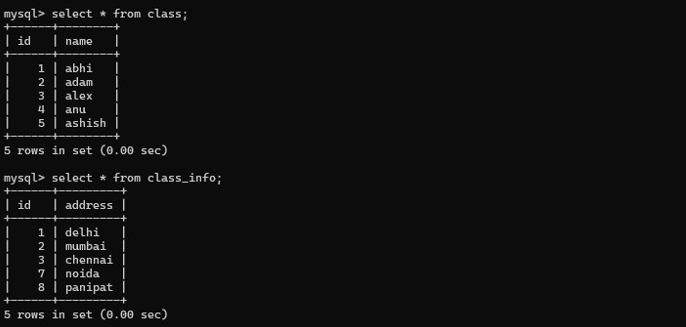 mysql> select * from class;
+------+--------+
| id   | name   |
+------+--------+
|    1 | abhi   |
|    2 | adam   |
|    3 | alex   |
|    4 | anu    |
|    5 | ashish |
+------+--------+
5 rows in set (0.00 sec)

mysql> select * from class_info;
+------+---------+
| id   | address |
+------+---------+
|    1 | delhi   |
|    2 | mumbai  |
|    3 | chennai |
|    7 | noida   |
|    8 | panipat |
+------+---------+
5 rows in set (0.00 sec)